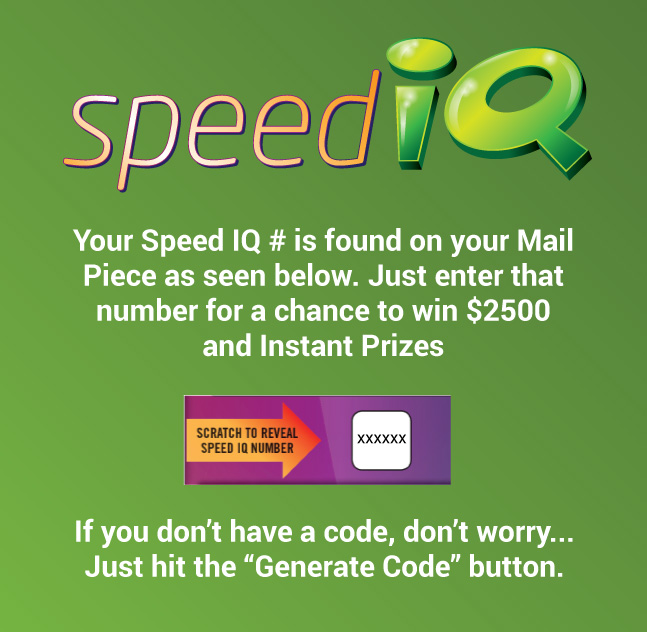 speed iQ
Your Speed IQ # is found on your Mail
Piece as seen below. Just enter that
number for a chance to win $2500
and Instant Prizes
SCRATCH TO REVEAL
SPEED IQ NUMBER
XXXXXX
If you don’t have a code, don’t worry...
Just hit the “Generate Code” button.